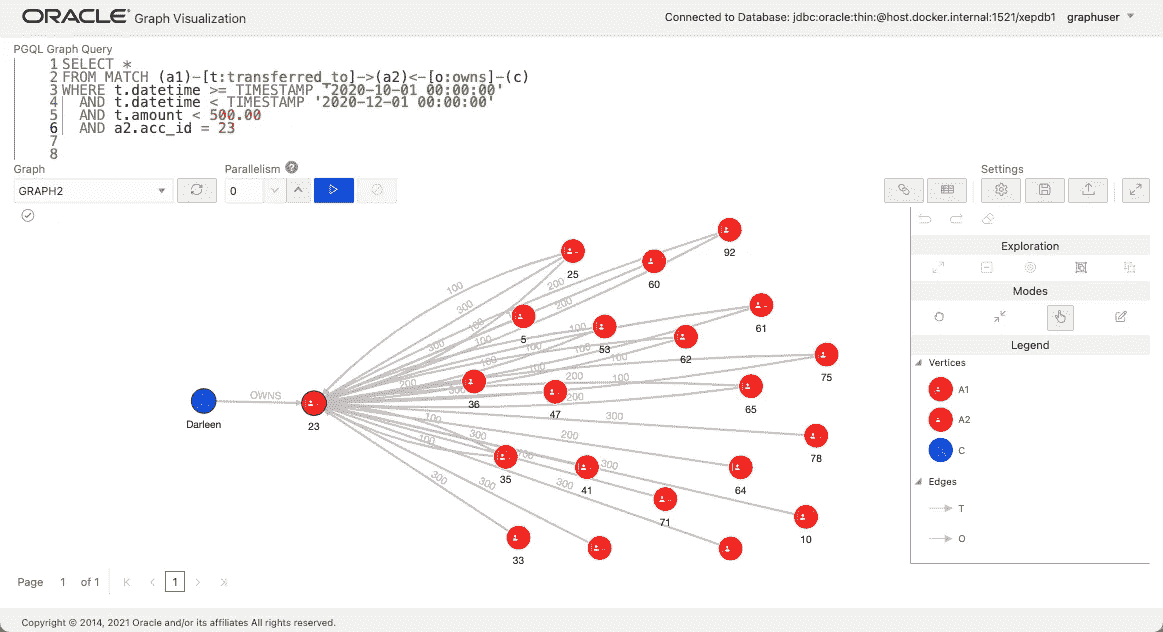 ORACLE® Graph Visualization
Connected to Database: jdbc:oracle:thin:@host.docker.internal:1521/xepdb1 graphuser
PGQL Graph Query
1 SELECT *
2 FROM MATCH (a1)-[t:transferred_to]->(a2)<-[o:owns]-(c)
3 WHERE t.datetime >= TIMESTAMP '2020-10-01 00:00:00'
4 AND t.datetime < TIMESTAMP '2020-12-01 00:00:00'
5 AND t.amount < 500.00
6 AND a2.acc_id = 23
7
8
Graph
Parallelism ?
Settings
GRAPH2
0
Exploration
Modes
Legend
Vertices
A1
A2
C
Edges
T
O
92
25
60
100
200
300
200
61
5
100
53
300
100
100
62
100
100
75
100
200
100
200
36
47
200
65
OWNS
Darleen
23
300
78
100
300
200
100
35
300
41
64
300
300
300
71
10
33
Page 1 of 1
1
Copyright © 2014, 2021 Oracle and/or its affiliates All rights reserved.